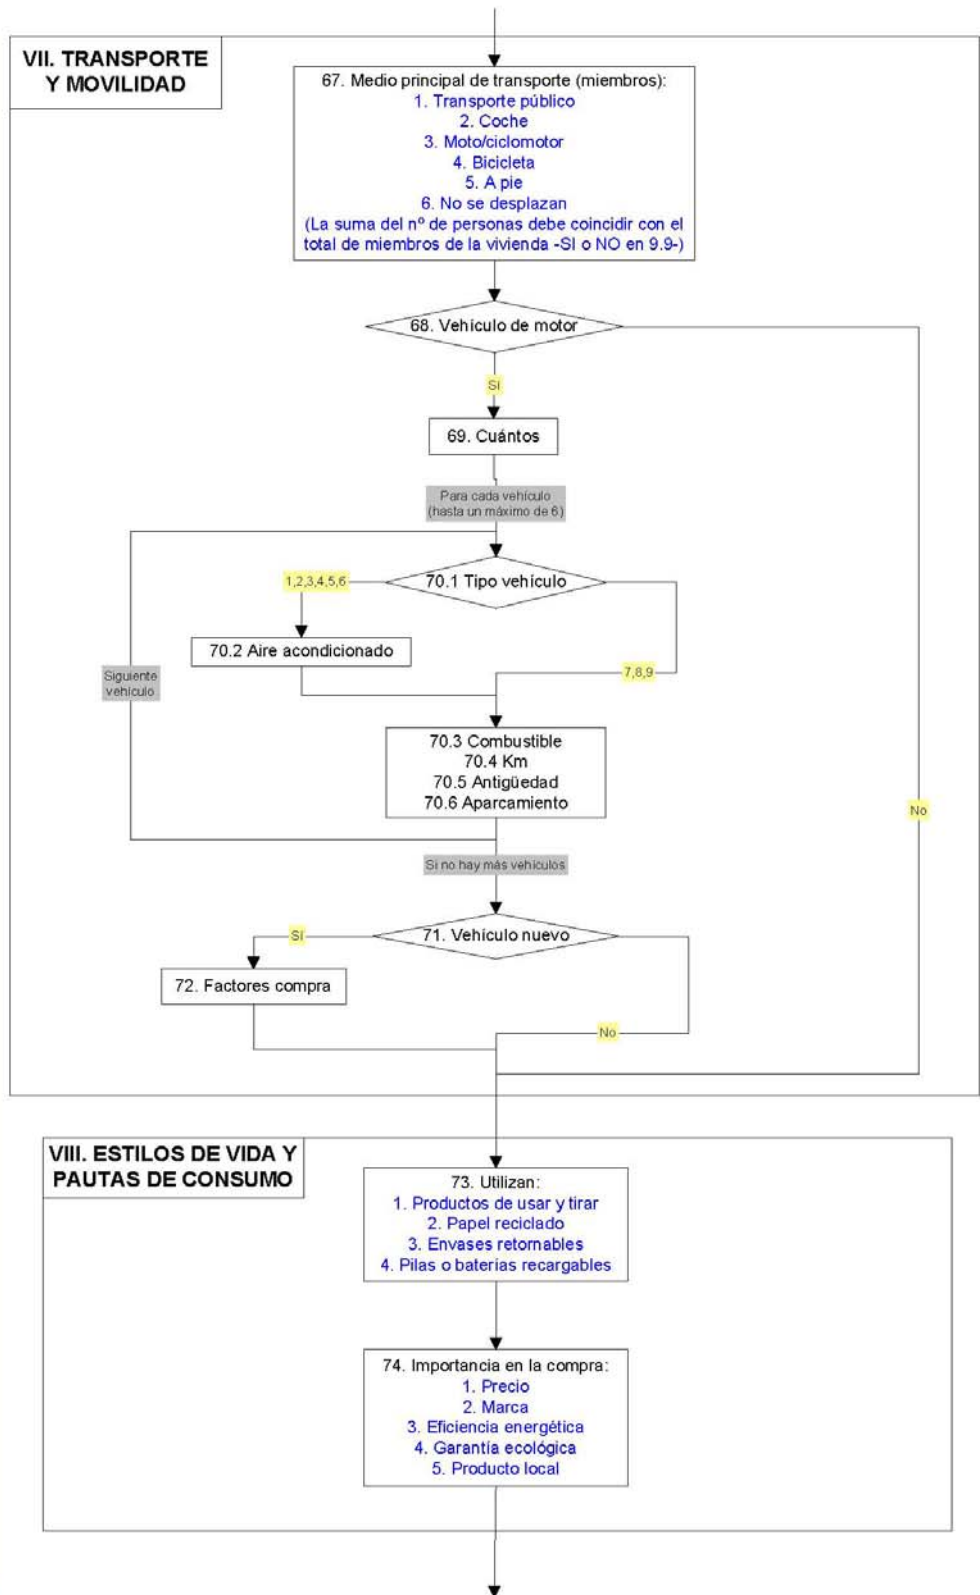 VII. TRANSPORTE
Y MOVILIDAD
67. Medio principal de transporte (miembros):
1. Transporte público
2. Coche
3. Moto/ciclomotor
4. Bicicleta
5. A pie
6. No se desplazan
(La suma del nº de personas debe coincidir con el
total de miembros de la vivienda -SI o NO en 9.9-)
68. Vehículo de motor
Sí
69. Cuántos
Para cada vehículo
(hasta un máximo de 6)
70.1 Tipo vehículo
1,2,3,4,5,6
70.2 Aire acondicionado
Siguiente
vehículo
7,8,9
70.3 Combustible
70.4 Km
70.5 Antigüedad
70.6 Aparcamiento
No
Si no hay más vehículos
71. Vehículo nuevo
Sí
72. Factores compra
No
VIII. ESTILOS DE VIDA Y
PAUTAS DE CONSUMO
73. Utilizan:
1. Productos de usar y tirar
2. Papel reciclado
3. Envases retornables
4. Pilas o baterias recargables
74. Importancia en la compra:
1. Precio
2. Marca
3. Eficiencia energética
4. Garantía ecológica
5. Producto local